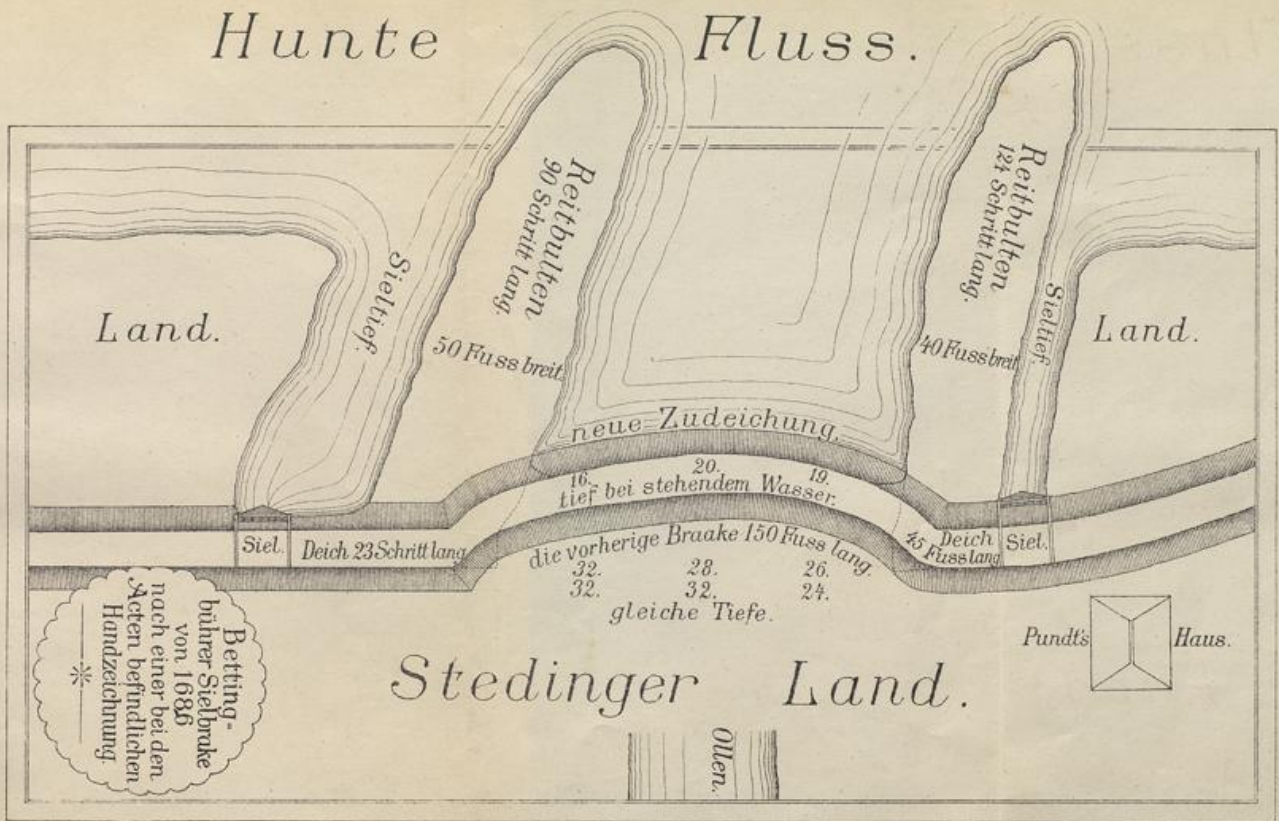 Hunte Fluss.
Reitbulten
90 Schritt lang.
Reitbulten
124 Schritt lang.
Sieltief.
Sieltief.
Land.
Land.
50 Fuss breit.
40 Fuss breit
neue Zudeichung.
16. 20. 19.
tief bei stehendem Wasser.
Siel.
Deich 23 Schritt lang
die vorherige Braake 150 Fuss lang.
45 Deich
Fusslang
Siel.
32. 28. 26.
32. 32. 24.
gleiche Tiefe.
Betting-
bührer Sielbrake
von 1686
nach einer bei den
Acten befindlichen
Handzeichnung.
Pundt's Haus.
Stedinger Land.
Ollen.